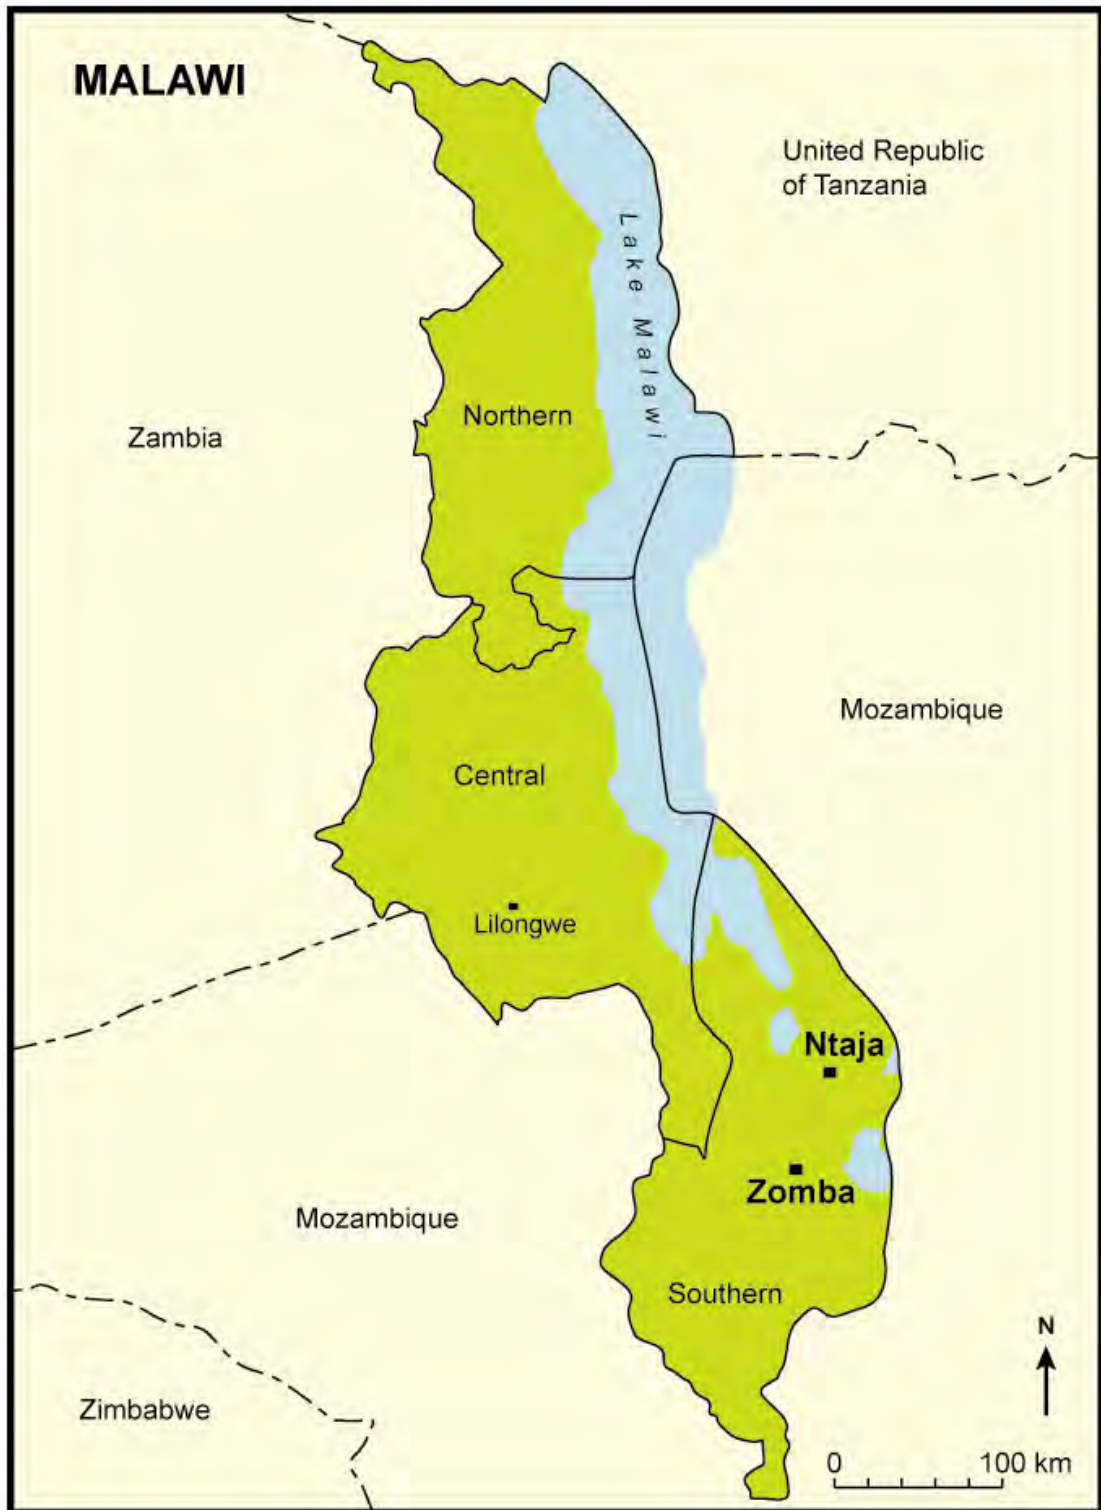 MALAWI
United Republic
of Tanzania
Lake Malawi
Northern
Zambia
Mozambique
Central
Lilongwe
Ntaja
Zomba
Mozambique
Southern
N
Zimbabwe
0 100 km